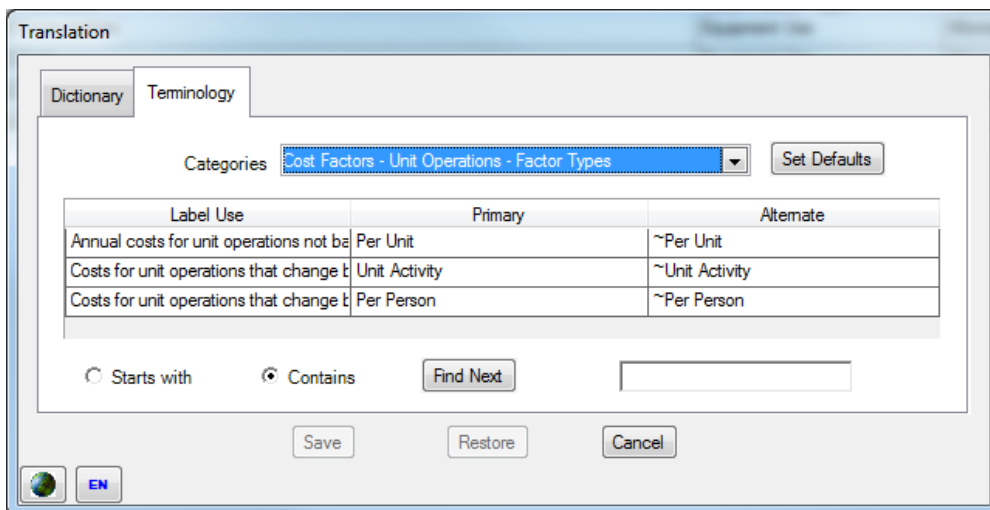 Translation
Dictionary Terminology
Categories Cost Factors - Unit Operations - Factor Types Set Defaults
Label Use Primary Alternate
Annual costs for unit operations not ba Per Unit ~Per Unit
Costs for unit operations that change b Unit Activity ~Unit Activity
Costs for unit operations that change b Per Person ~Per Person
Starts with Contains Find Next
Save Restore Cancel
EN